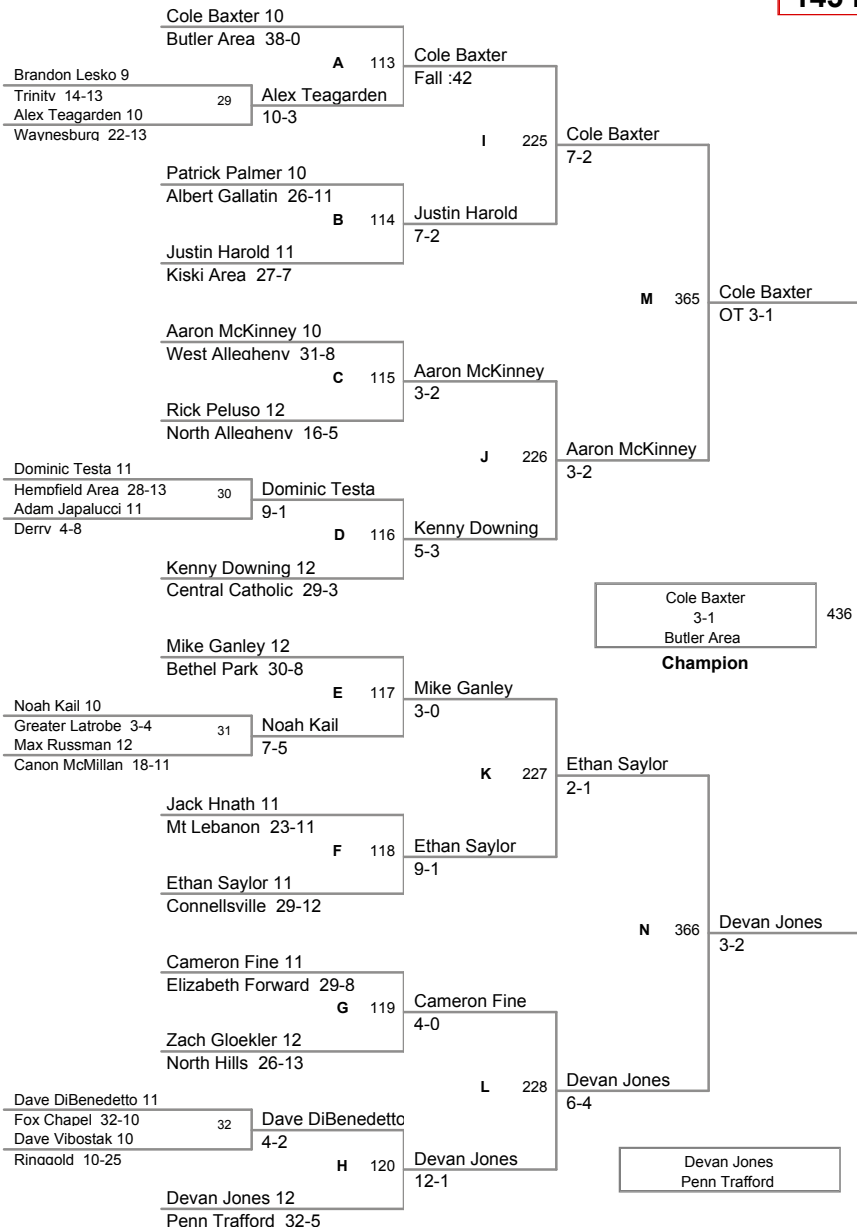 145
Cole Baxter 10
Butler Area 38-0
A 113
Cole Baxter
Fall :42
Brandon Lesko 9
Trinity 14-13
29
Alex Teagarden 10
Waynesburg 22-13
Alex Teagarden
10-3
I 225
Cole Baxter
7-2
Patrick Palmer 10
Albert Gallatin 26-11
B 114
Justin Harold
7-2
Justin Harold 11
Kiski Area 27-7
M 365
Cole Baxter
OT 3-1
Aaron McKinney 10
West Allegheny 31-8
C 115
Aaron McKinney
3-2
Rick Peluso 12
North Allegheny 16-5
J 226
Aaron McKinney
3-2
Dominic Testa 11
Hempfield Area 28-13
30
Adam Japalucci 11
Derry 4-8
Dominic Testa
9-1
D 116
Kenny Downing
5-3
Kenny Downing 12
Central Catholic 29-3
Cole Baxter
3-1
Butler Area
436
Champion
Mike Ganley 12
Bethel Park 30-8
E 117
Mike Ganley
3-0
Noah Kail 10
Greater Latrobe 3-4
31
Max Russman 12
Canon McMillan 18-11
Noah Kail
7-5
K 227
Ethan Saylor
2-1
Jack Hnath 11
Mt Lebanon 23-11
F 118
Ethan Saylor
9-1
Ethan Saylor 11
Connellsville 29-12
N 366
Devan Jones
3-2
Cameron Fine 11
Elizabeth Forward 29-8
G 119
Cameron Fine
4-0
Zach Gloekler 12
North Hills 26-13
L 228
Devan Jones
6-4
Dave DiBenedetto 11
Fox Chapel 32-10
32
Dave Vibostak 10
Ringgold 10-25
Dave DiBenedetto
4-2
H 120
Devan Jones
12-1
Devan Jones 12
Penn Trafford 32-5
Devan Jones
Penn Trafford